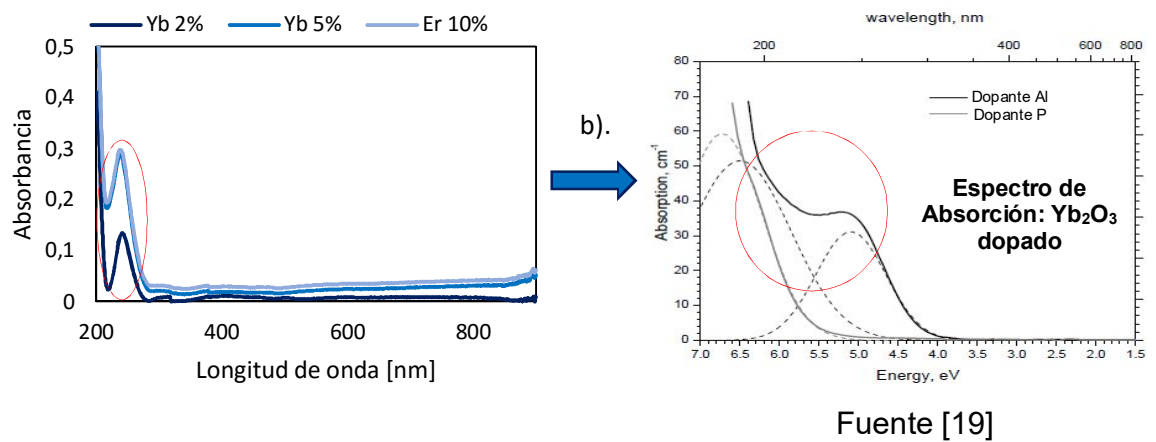 Yb 2% Yb 5% Er 10%
0,5
0,4
0,3
0,2
0,1
0
Absorbancia
200 400 600 800
Longitud de onda [nm]
b).
wavelength, nm
200 400 600 800
80
70
60
50
40
30
20
10
0
Absorption, cm-1
Dopante Al
Dopante P
Espectro de
Absorción: Yb₂O₃
dopado
7.0 6.5 6.0 5.5 5.0 4.5 4.0 3.5 3.0 2.5 2.0 1.5
Energy, eV
Fuente [19]